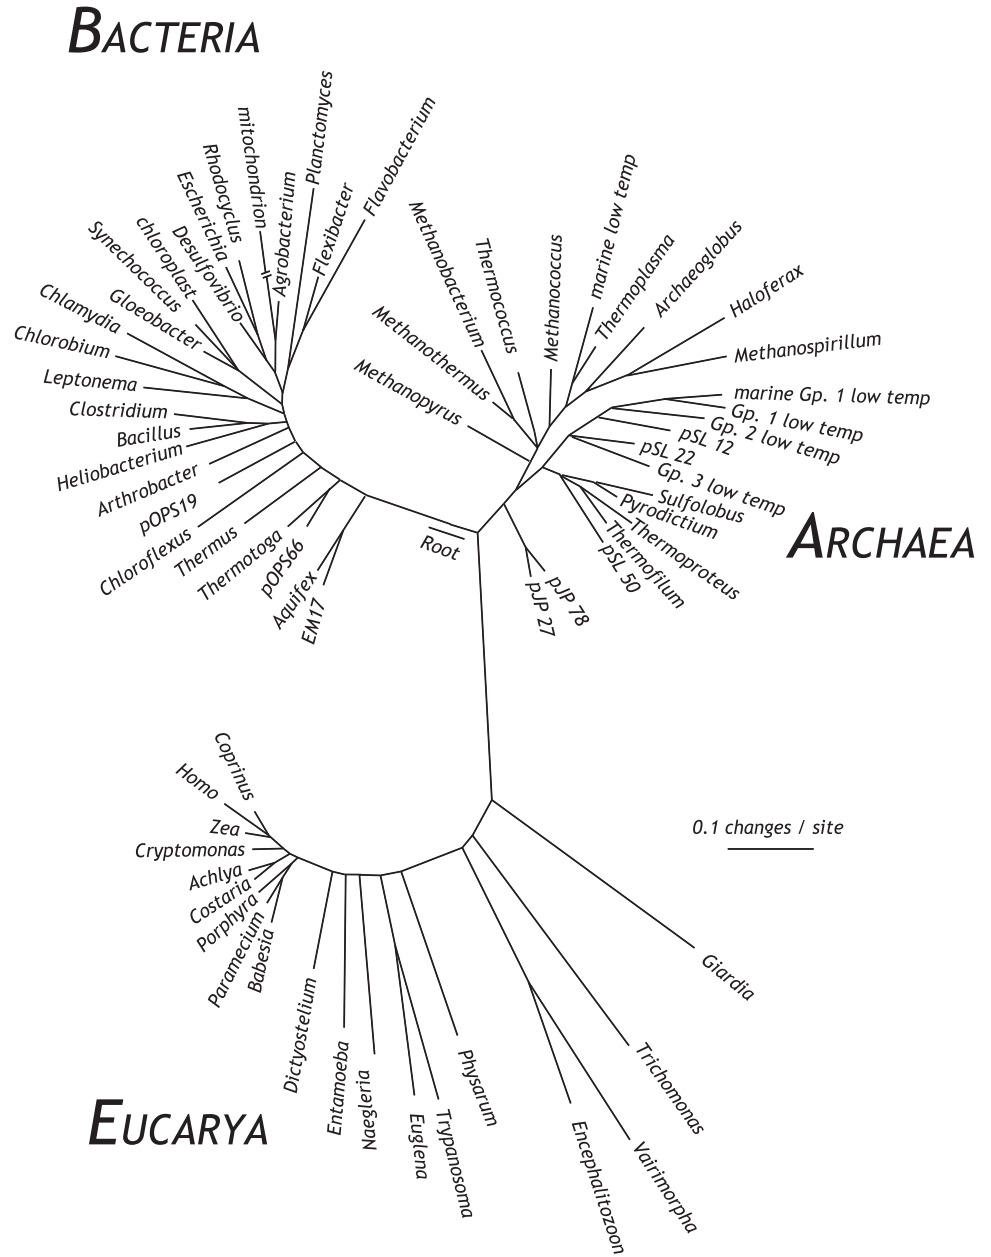 BACTERIA
Planctomyces
Flavobacterium
mitochondrion
Rhodocyclus
Escherichia
Agrobacterium
Flexibacter
Desulfovibrio
chloroplast
Synechococcus
Gloeobacter
Chlamydia
Chlorobium
Leptonema
Clostridium
Bacillus
Heliobacterium
Arthrobacter
pOPS19
Chloroflexus
Thermus
Thermotoga
pOPS66
Aquifex
EM17
Root
Methanopyrus
Methanothermus
Methanobacterium
Thermococcus
Methanococcus
marine low temp
Thermoplasma
Archaeoglobus
Haloferax
Methanospirillum
marine Gp. 1 low temp
Gp. 1 low temp
Gp. 2 low temp
pSL 12
pSL 22
Gp. 3 low temp
Sulfolobus
Pyrodictium
Thermoproteus
Thermofilum
pSL 50
pJP 78
pJP 27
ARCHAEA
Coprinus
Homo
Zea
Cryptomonas
Achlya
Costaria
Porphyra
Paramecium
Babesia
Dictyostelium
Entamoeba
Naegleria
Euglena
Trypanosoma
Physarum
Encephalitozoon
Vairimorpha
Trichomonas
Giardia
0.1 changes / site
EUCARYA